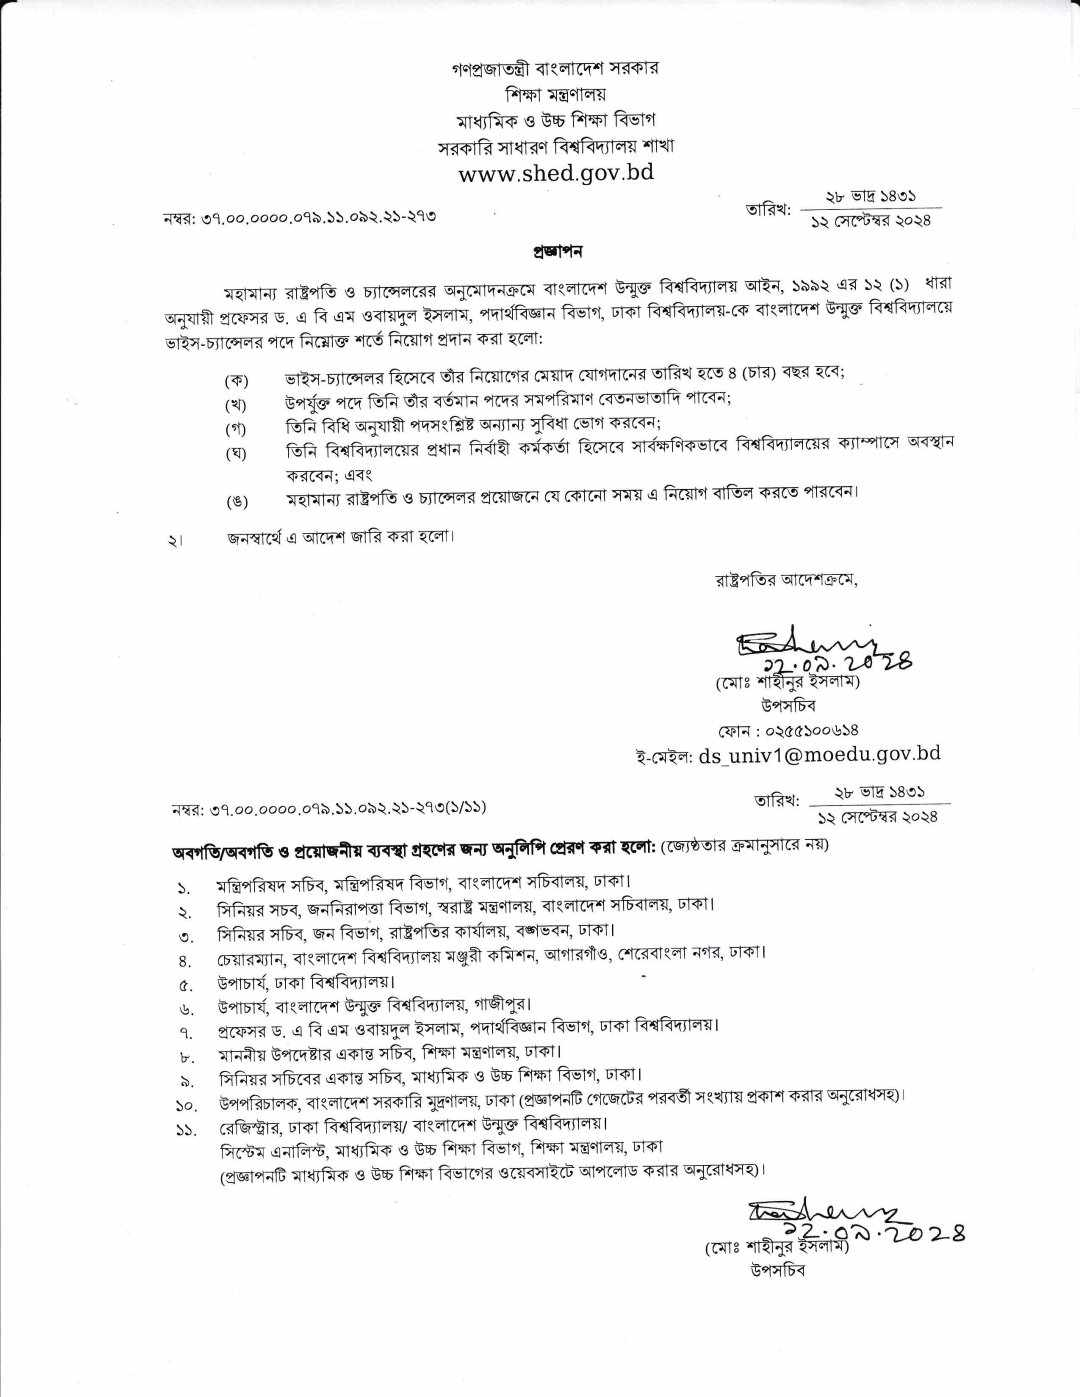 গণপ্রজাতন্ত্রী বাংলাদেশ সরকার
শিক্ষা মন্ত্রণালয়
মাধ্যমিক ও উচ্চ শিক্ষা বিভাগ
সরকারি সাধারণ বিশ্ববিদ্যালয় শাখা
www.shed.gov.bd
নম্বর: ৩৭.০০.০০০০.০৭৯.১১.০৯২.২১-২৭৩
তারিখ: ২৮ ভাদ্র ১৪৩১
১২ সেপ্টেম্বর ২০২৪
প্রজ্ঞাপন
মহামান্য রাষ্ট্রপতি ও চ্যান্সেলরের অনুমোদনক্রমে বাংলাদেশ উন্মুক্ত বিশ্ববিদ্যালয় আইন, ১৯৯২ এর ১২ (১) ধারা
অনুযায়ী প্রফেসর ড. এ বি এম ওবায়দুল ইসলাম, পদার্থবিজ্ঞান বিভাগ, ঢাকা বিশ্ববিদ্যালয়-কে বাংলাদেশ উন্মুক্ত বিশ্ববিদ্যালয়ে
ভাইস-চ্যান্সেলর পদে নিম্নোক্ত শর্তে নিয়োগ প্রদান করা হলো:
(ক) ভাইস-চ্যান্সেলর হিসেবে তাঁর নিয়োগের মেয়াদ যোগদানের তারিখ হতে ৪ (চার) বছর হবে;
(খ) উপর্যুক্ত পদে তিনি তাঁর বর্তমান পদের সমপরিমাণ বেতনভাতাদি পাবেন;
(গ) তিনি বিধি অনুযায়ী পদসংশ্লিষ্ট অন্যান্য সুবিধা ভোগ করবেন;
(ঘ) তিনি বিশ্ববিদ্যালয়ের প্রধান নির্বাহী কর্মকর্তা হিসেবে সার্বক্ষণিকভাবে বিশ্ববিদ্যালয়ের ক্যাম্পাসে অবস্থান
করবেন; এবং
(ঙ) মহামান্য রাষ্ট্রপতি ও চ্যান্সেলর প্রয়োজনে যে কোনো সময় এ নিয়োগ বাতিল করতে পারবেন।
২। জনস্বার্থে এ আদেশ জারি করা হলো।
রাষ্ট্রপতির আদেশক্রমে,
১২.০৯.২০২৪
(মোঃ শাহীনুর ইসলাম)
উপসচিব
ফোন : ০২৫৫১০০৬১৪
ই-মেইল: ds_univ1@moedu.gov.bd
নম্বর: ৩৭.০০.০০০০.০৭৯.১১.০৯২.২১-২৭৩(১/১১)
তারিখ: ২৮ ভাদ্র ১৪৩১
১২ সেপ্টেম্বর ২০২৪
অবগতি/অবগতি ও প্রয়োজনীয় ব্যবস্থা গ্রহণের জন্য অনুলিপি প্রেরণ করা হলো: (জ্যেষ্ঠতার ক্রমানুসারে নয়)
১. মন্ত্রিপরিষদ সচিব, মন্ত্রিপরিষদ বিভাগ, বাংলাদেশ সচিবালয়, ঢাকা।
২. সিনিয়র সচব, জননিরাপত্তা বিভাগ, স্বরাষ্ট্র মন্ত্রণালয়, বাংলাদেশ সচিবালয়, ঢাকা।
৩. সিনিয়র সচিব, জন বিভাগ, রাষ্ট্রপতির কার্যালয়, বঙ্গভবন, ঢাকা।
৪. চেয়ারম্যান, বাংলাদেশ বিশ্ববিদ্যালয় মঞ্জুরী কমিশন, আগারগাঁও, শেরেবাংলা নগর, ঢাকা।
৫. উপাচার্য, ঢাকা বিশ্ববিদ্যালয়।
৬. উপাচার্য, বাংলাদেশ উন্মুক্ত বিশ্ববিদ্যালয়, গাজীপুর।
৭. প্রফেসর ড. এ বি এম ওবায়দুল ইসলাম, পদার্থবিজ্ঞান বিভাগ, ঢাকা বিশ্ববিদ্যালয়।
৮. মাননীয় উপদেষ্টার একান্ত সচিব, শিক্ষা মন্ত্রণালয়, ঢাকা।
৯. সিনিয়র সচিবের একান্ত সচিব, মাধ্যমিক ও উচ্চ শিক্ষা বিভাগ, ঢাকা।
১০. উপপরিচালক, বাংলাদেশ সরকারি মুদ্রণালয়, ঢাকা (প্রজ্ঞাপনটি গেজেটের পরবর্তী সংখ্যায় প্রকাশ করার অনুরোধসহ)।
১১. রেজিস্ট্রার, ঢাকা বিশ্ববিদ্যালয়/ বাংলাদেশ উন্মুক্ত বিশ্ববিদ্যালয়।
সিস্টেম এনালিস্ট, মাধ্যমিক ও উচ্চ শিক্ষা বিভাগ, শিক্ষা মন্ত্রণালয়, ঢাকা
(প্রজ্ঞাপনটি মাধ্যমিক ও উচ্চ শিক্ষা বিভাগের ওয়েবসাইটে আপলোড করার অনুরোধসহ)।
১২.০৯.২০২৪
(মোঃ শাহীনুর ইসলাম)
উপসচিব